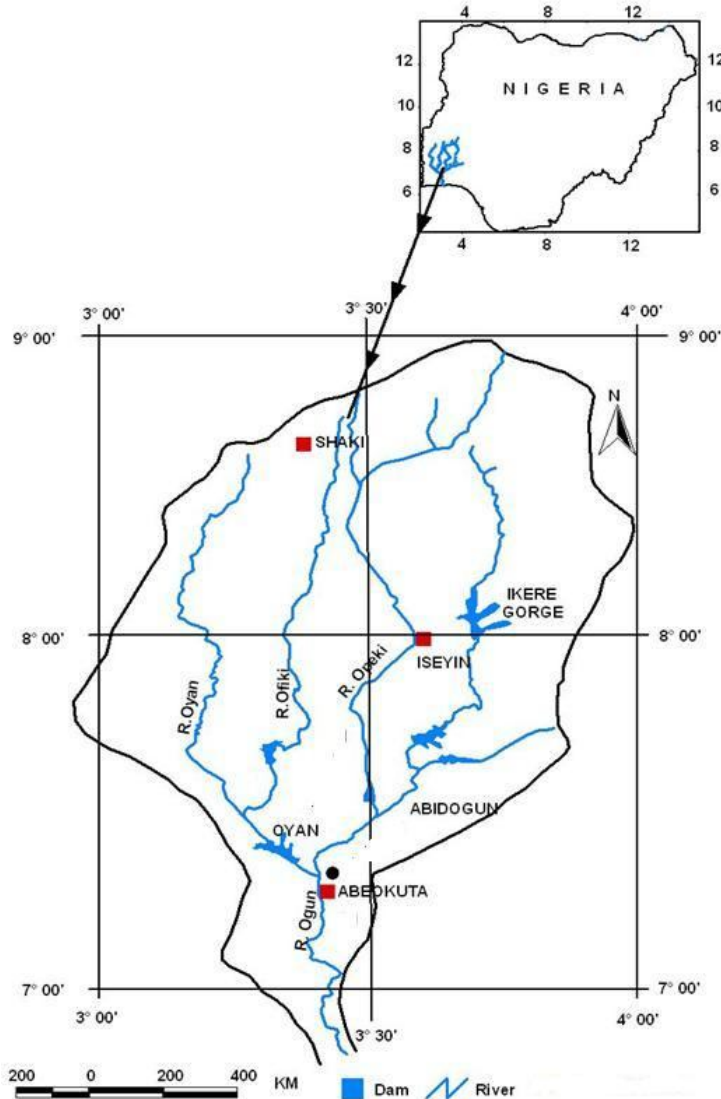 4 8 12
12 12
NIGERIA
10 10
8 8
6 6
4 8 12
3° 00' 3° 30' 4° 00'
9° 00' 9° 00'
N
SHAKI
IKERE
GORGE
8° 00' 8° 00'
ISEYIN
R. Opeki
R.Ofiki
R.Oyan
ABIDOGUN
OYAN
ABEOKUTA
R. Ogun
7° 00' 7° 00'
3° 00' 3° 30' 4° 00'
200 0 200 400 KM
Dam River